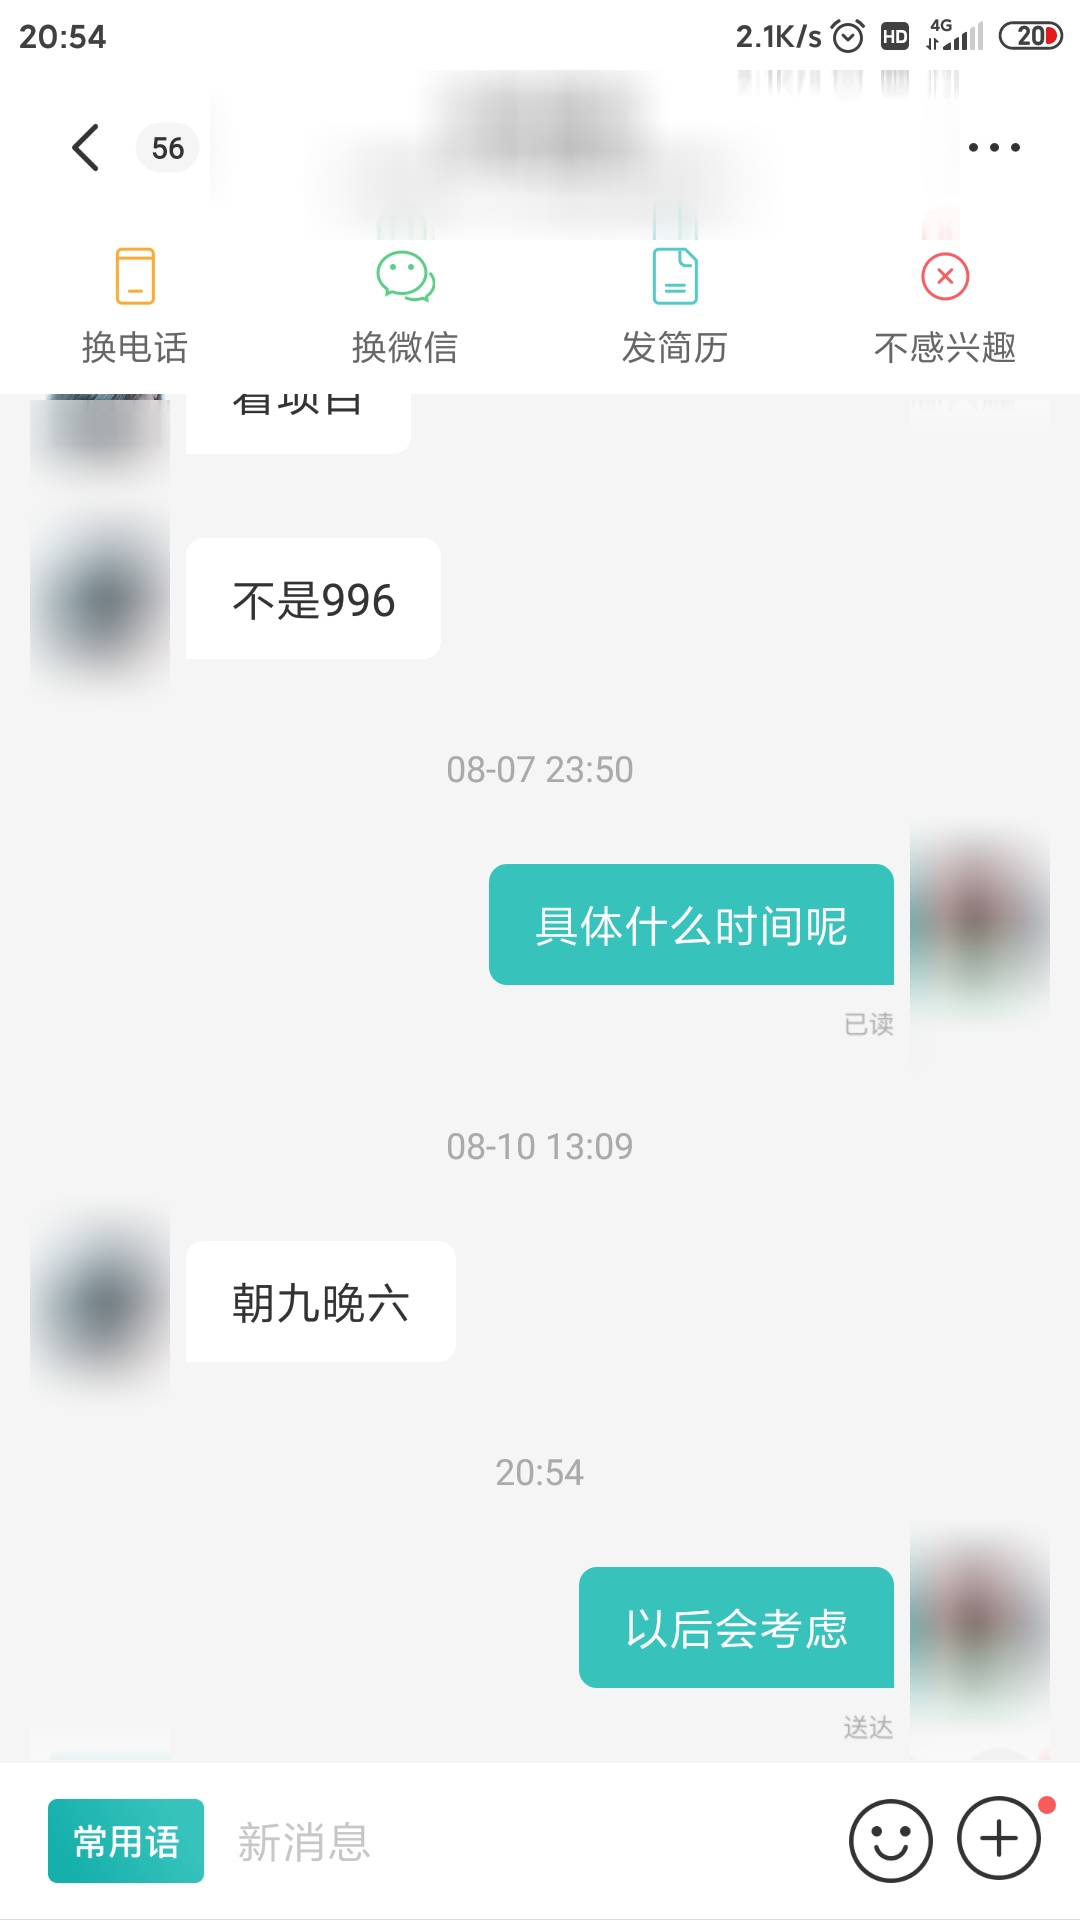 20:54
2.1K/s HD 4G 20
56
换电话 换微信 发简历 不感兴趣
看项目
不是996
08-07 23:50
具体什么时间呢
已读
08-10 13:09
朝九晚六
20:54
以后会考虑
送达
常用语 新消息